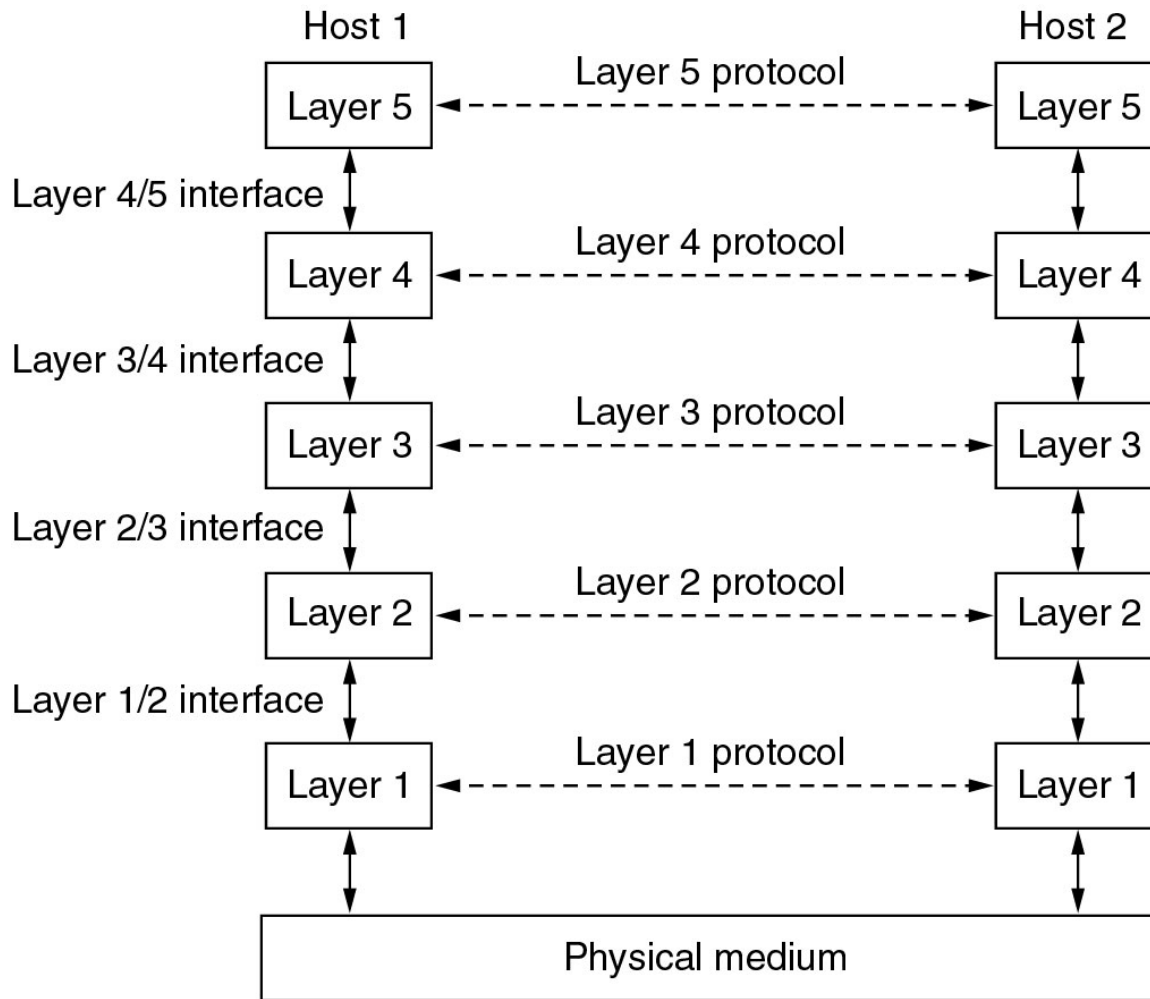 Host 1
Host 2
Layer 5 protocol
Layer 5
Layer 5
Layer 4/5 interface
Layer 4 protocol
Layer 4
Layer 4
Layer 3/4 interface
Layer 3 protocol
Layer 3
Layer 3
Layer 2/3 interface
Layer 2 protocol
Layer 2
Layer 2
Layer 1/2 interface
Layer 1 protocol
Layer 1
Layer 1
Physical medium